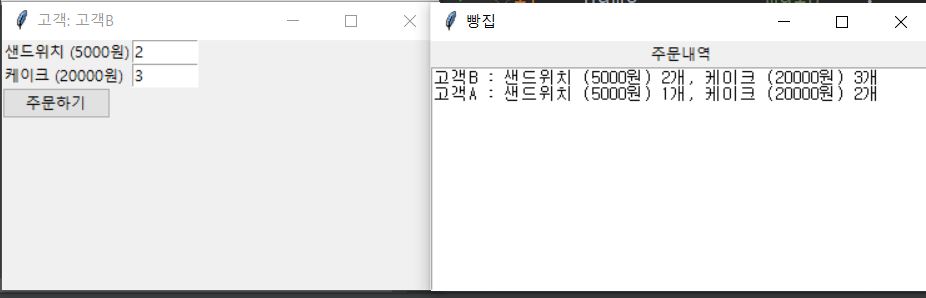 고객: 고객B
샌드위치 (5000원) 2
케이크 (20000원) 3
주문하기
빵집
주문내역
고객B : 샌드위치 (5000원) 2개, 케이크 (20000원) 3개
고객A : 샌드위치 (5000원) 1개, 케이크 (20000원) 2개